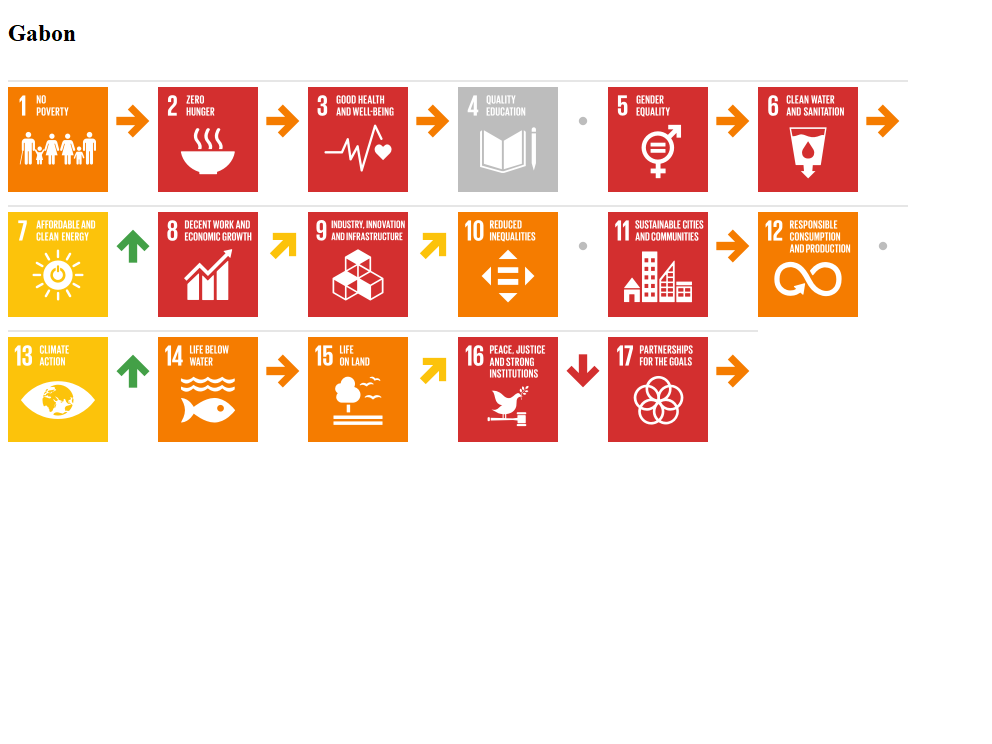 Gabon
1 NO
POVERTY
2 ZERO
HUNGER
3 GOOD HEALTH
AND WELL-BEING
4 QUALITY
EDUCATION
5 GENDER
EQUALITY
6 CLEAN WATER
AND SANITATION
7 AFFORDABLE AND
CLEAN ENERGY
8 DECENT WORK AND
ECONOMIC GROWTH
9 INDUSTRY, INNOVATION
AND INFRASTRUCTURE
10 REDUCED
INEQUALITIES
11 SUSTAINABLE CITIES
AND COMMUNITIES
12 RESPONSIBLE
CONSUMPTION
AND PRODUCTION
13 CLIMATE
ACTION
14 LIFE BELOW
WATER
15 LIFE
ON LAND
16 PEACE, JUSTICE
AND STRONG
INSTITUTIONS
17 PARTNERSHIPS
FOR THE GOALS